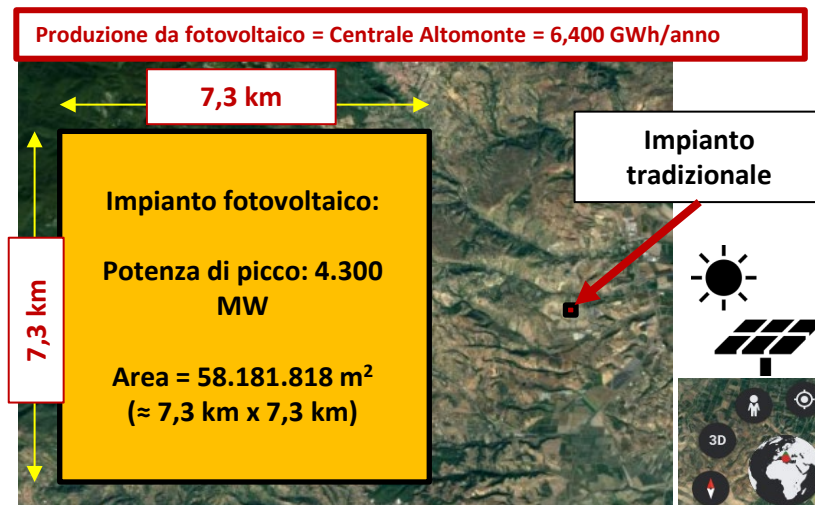 Produzione da fotovoltaico = Centrale Altomonte = 6,400 GWh/anno
7,3 km
7,3 km
Impianto fotovoltaico:
Potenza di picco: 4.300
MW
Area = 58.181.818 m²
(≈ 7,3 km x 7,3 km)
Impianto
tradizionale
3D